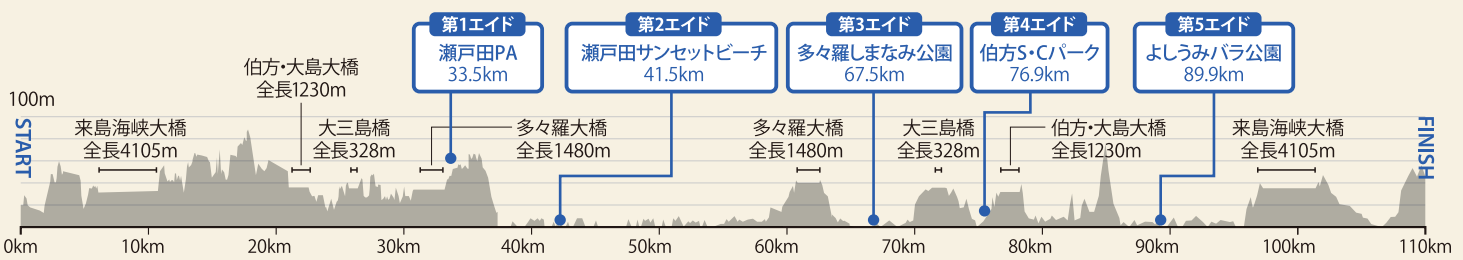 第1エイド
瀬戸田PA
33.5km
第2エイド
瀬戸田サンセットビーチ
41.5km
第3エイド
多々羅しまなみ公園
67.5km
第4エイド
伯方S・Cパーク
76.9km
第5エイド
よしうみバラ公園
89.9km
100m
START
伯方・大島大橋
全長1230m
来島海峡大橋
全長4105m
大三島橋
全長328m
多々羅大橋
全長1480m
多々羅大橋
全長1480m
大三島橋
全長328m
伯方・大島大橋
全長1230m
来島海峡大橋
全長4105m
FINISH
0km
10km
20km
30km
40km
50km
60km
70km
80km
90km
100km
110km